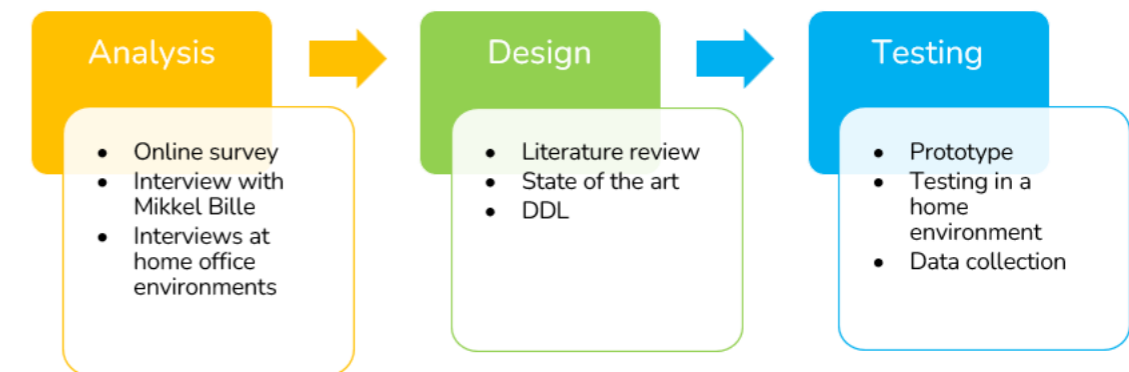 Analysis
• Online survey
• Interview with
Mikkel Bille
• Interviews at
home office
environments
Design
• Literature review
• State of the art
• DDL
Testing
• Prototype
• Testing in a
home
environment
• Data collection